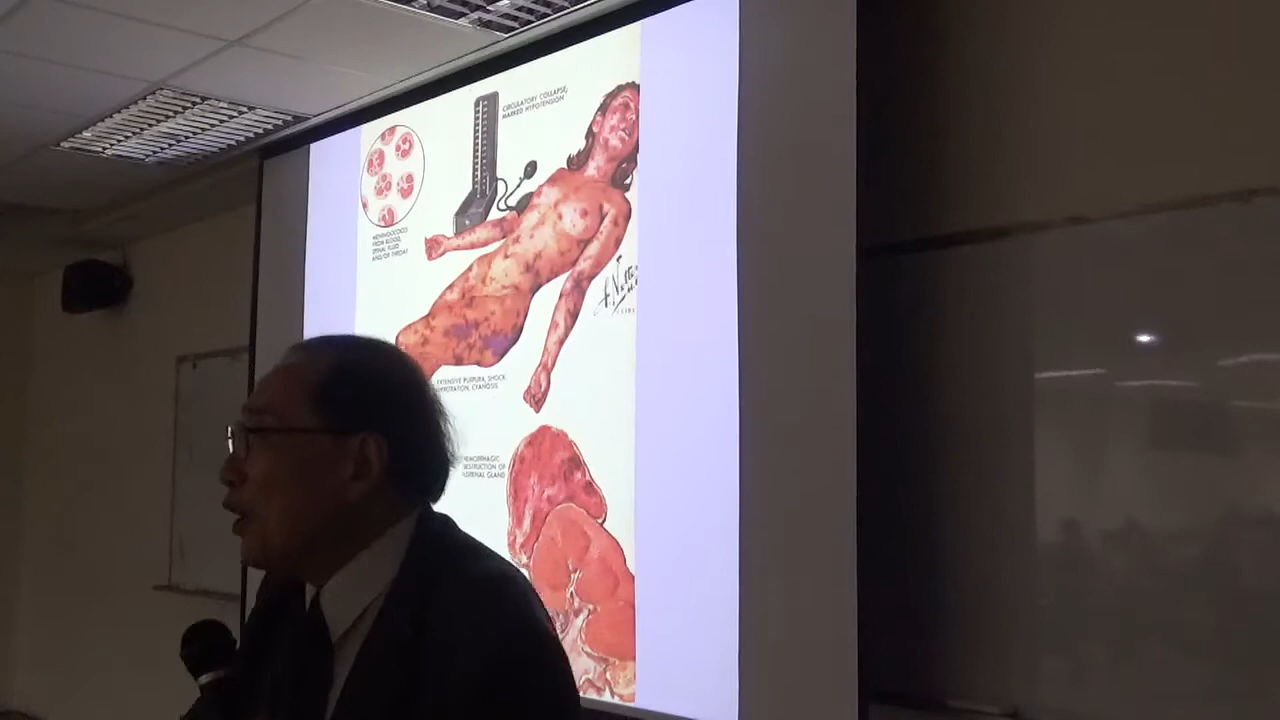 CIRCULATORY COLLAPSE,
MARKED HYPOTENSION
MENINGOCOCCI
FROM BLOOD,
SPINAL FLUID
AND/OR THROAT
EXTENSIVE PURPURA, SHOCK,
CYANOSIS
HEMORRHAGIC
DESTRUCTION OF
ADRENAL GLAND